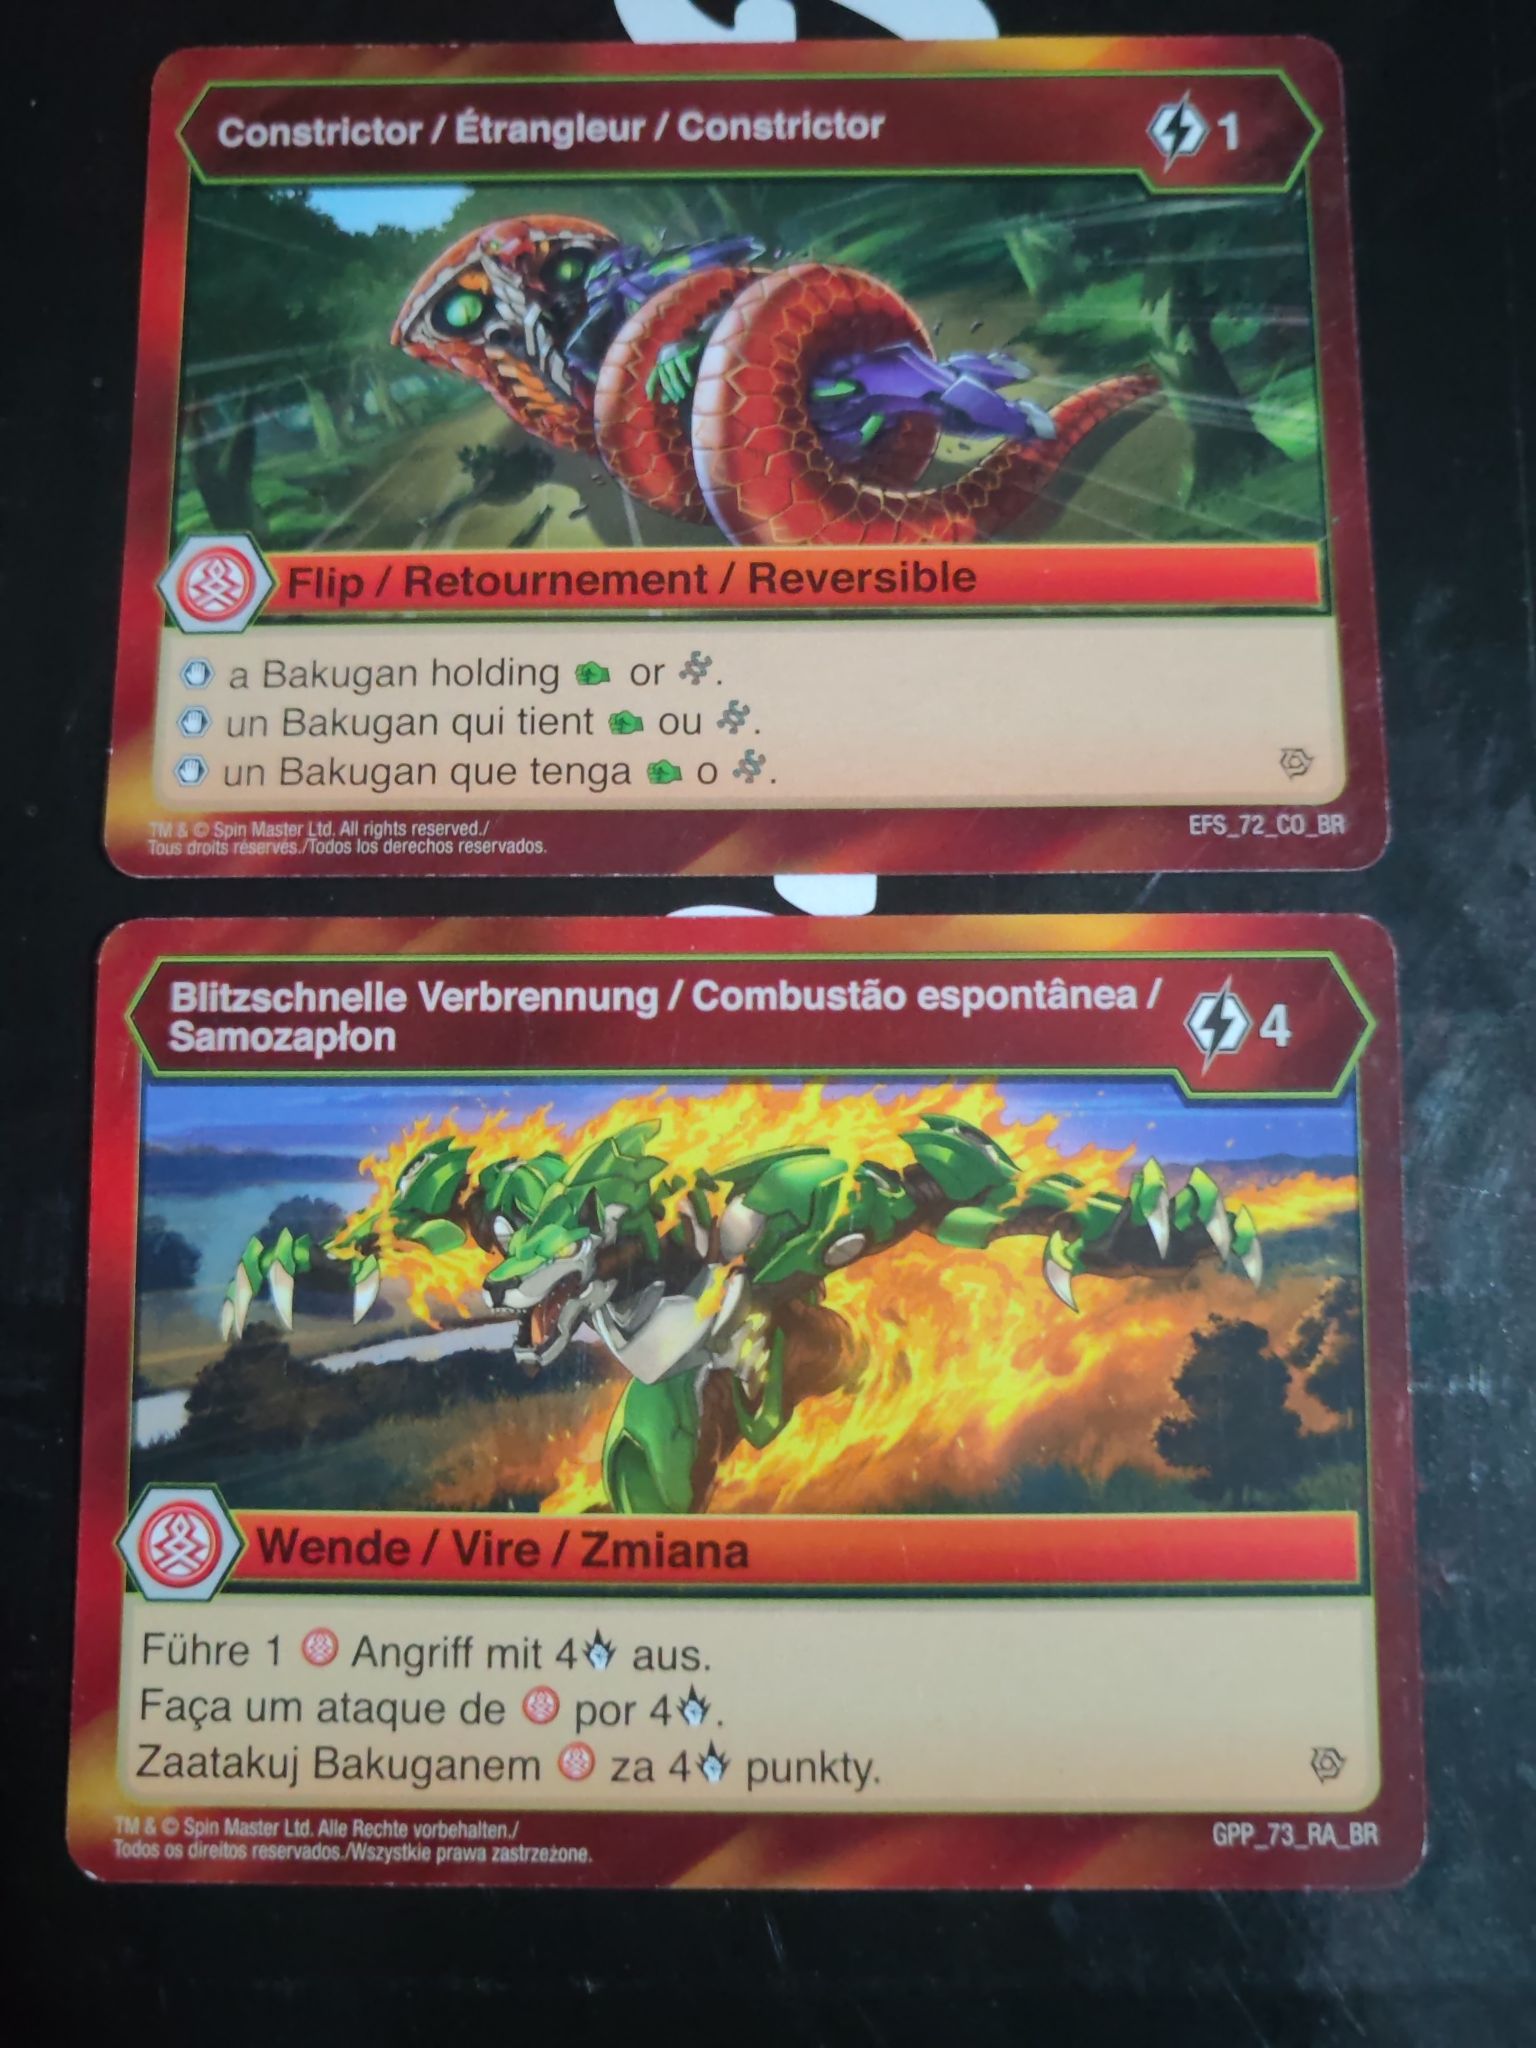 Constrictor / Étrangleur / Constrictor
1
Flip / Retournement / Reversible
a Bakugan holding or .
un Bakugan qui tient ou .
un Bakugan que tenga o .
TM & © Spin Master Ltd. All rights reserved./
Tous droits réservés./Todos los derechos reservados.
EFS_72_CO_BR
Blitzschnelle Verbrennung / Combustão espontânea /
Samozapłon
4
Wende / Vire / Zmiana
Führe 1 Angriff mit 4 aus.
Faça um ataque de por 4 .
Zaatakuj Bakuganem za 4 punkty.
TM & © Spin Master Ltd. Alle Rechte vorbehalten./
Todos os direitos reservados./Wszystkie prawa zastrzeżone.
GPP_73_RA_BR